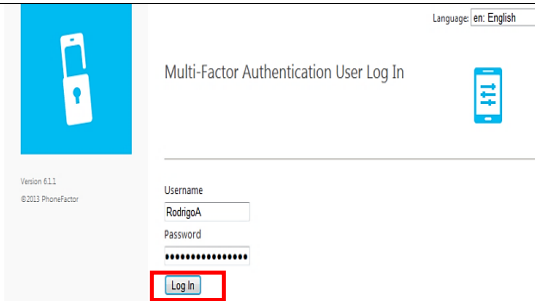 Language: en: English
Multi-Factor Authentication User Log In
Version 6.1.1
©2013 PhoneFactor
Username
RodrigoA
Password
••••••••••••••••
Log In